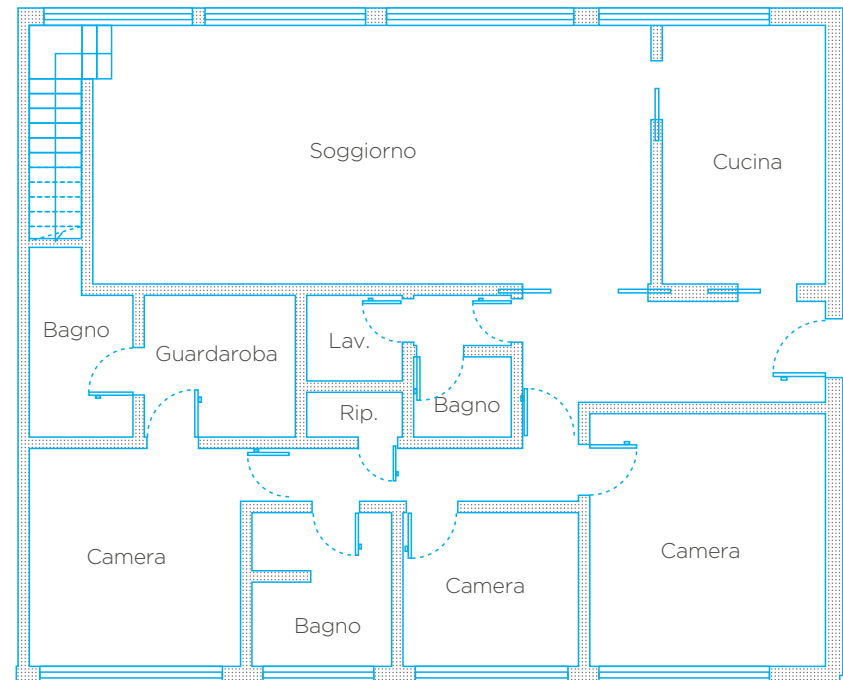 Soggiorno
Cucina
Bagno
Guardaroba
Lav.
Rip.
Bagno
Camera
Bagno
Camera
Camera